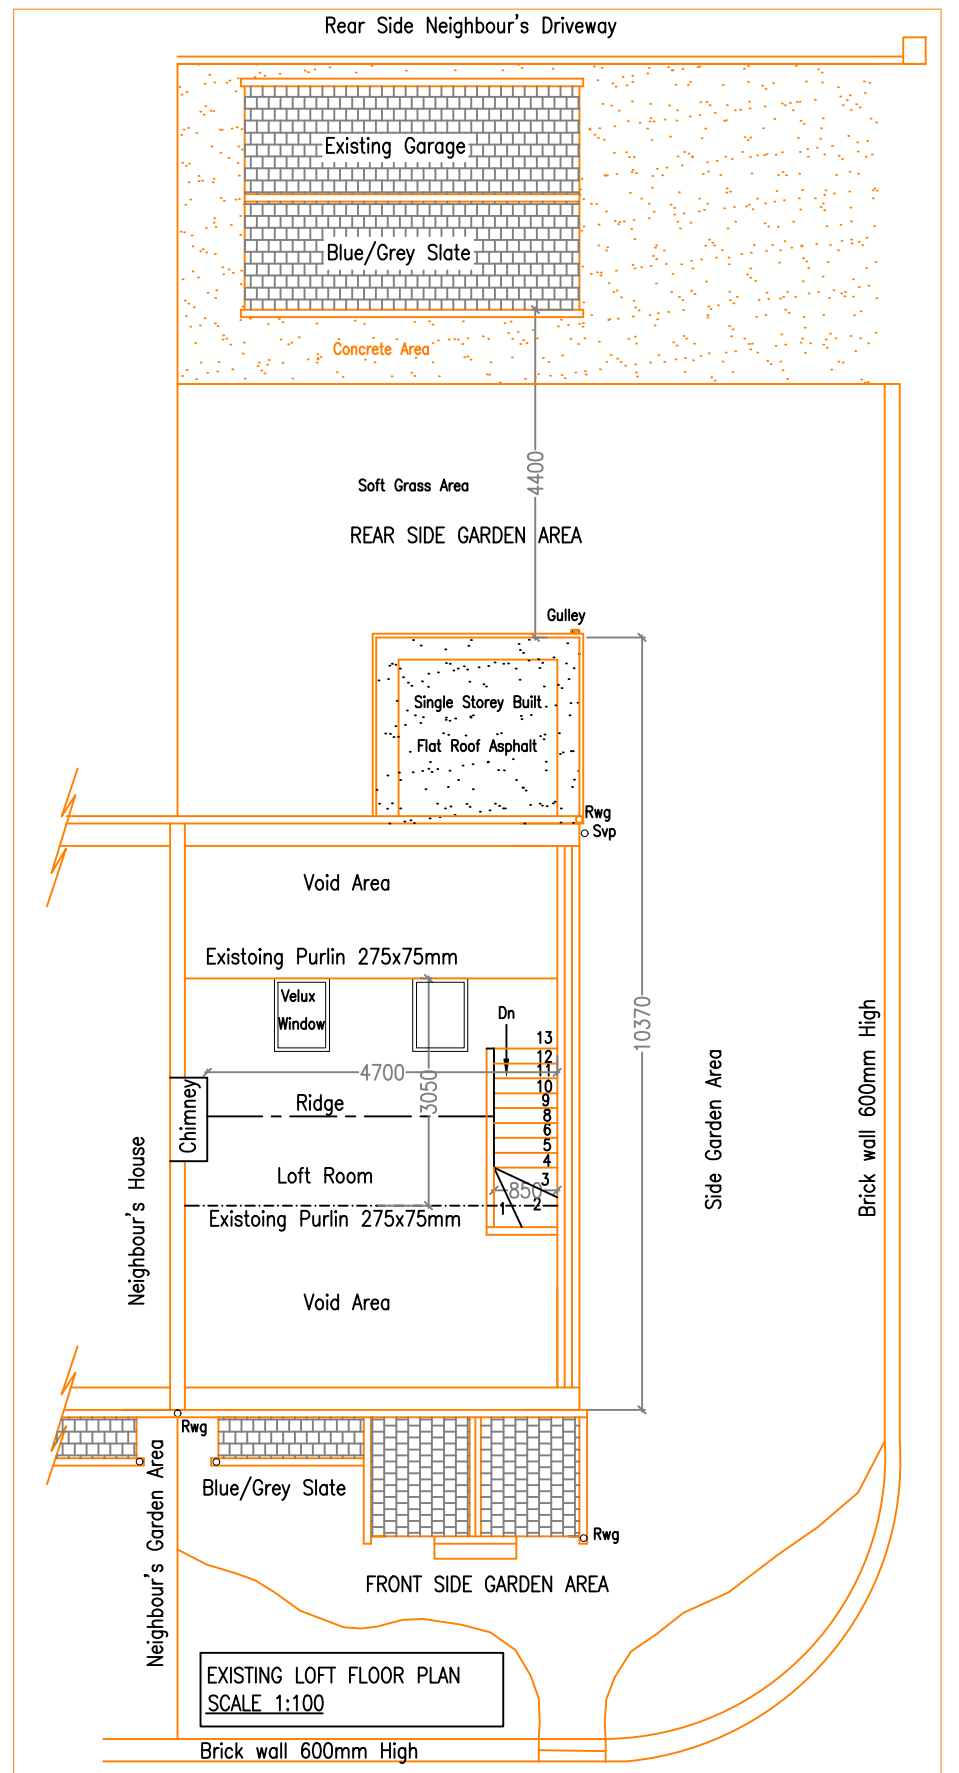 Rear Side Neighbour's Driveway
Existing Garage
Blue/Grey Slate
Concrete Area
4400
Soft Grass Area
REAR SIDE GARDEN AREA
Gulley
Single Storey Built
Flat Roof Asphalt
Rwg
Svp
Void Area
Existoing Purlin 275x75mm
Velux
Window
Dn
13
12
11
10
9
8
6
5
4
3
2
1
4700
3050
10370
Chimney
Ridge
Loft Room
850
Existoing Purlin 275x75mm
Void Area
Neighbour's House
Side Garden Area
Brick wall 600mm High
Rwg
Blue/Grey Slate
Neighbour's Garden Area
Rwg
FRONT SIDE GARDEN AREA
EXISTING LOFT FLOOR PLAN
SCALE 1:100
Brick wall 600mm High